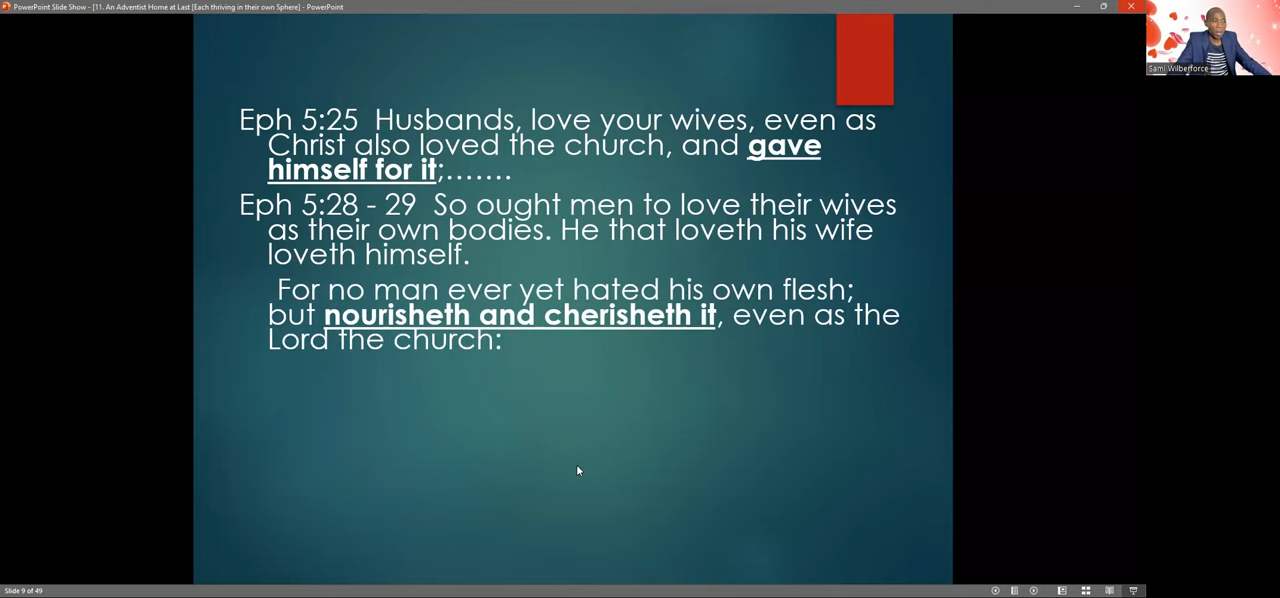 PowerPoint Slide Show - [11. An Adventist Home at Last [Each thriving in their own Sphere] - PowerPoint
Sami Wilberforce
Eph 5:25 Husbands, love your wives, even as
Christ also loved the church, and gave
himself for it;.......
Eph 5:28 - 29 So ought men to love their wives
as their own bodies. He that loveth his wife
loveth himself.
For no man ever yet hated his own flesh;
but nourisheth and cherisheth it, even as the
Lord the church:
Slide 9 of 49